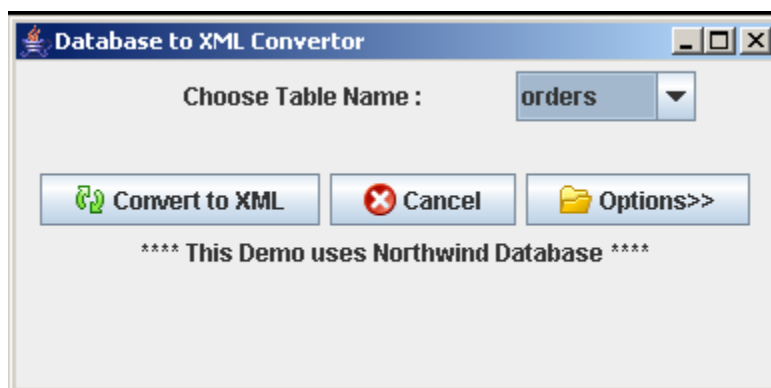 Database to XML Convertor
Choose Table Name : orders
Convert to XML Cancel Options>>
**** This Demo uses Northwind Database ****